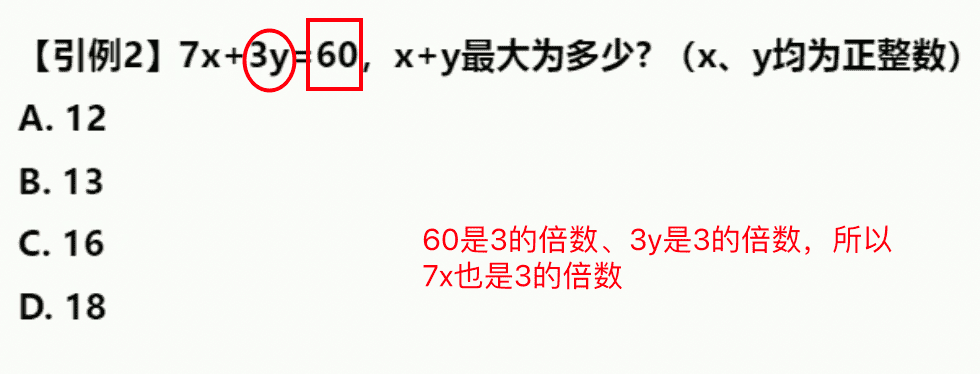 【引例2】7x+3y=60，x+y最大为多少？（x、y均为正整数）
A. 12
B. 13
C. 16
D. 18
60是3的倍数、3y是3的倍数，所以
7x也是3的倍数